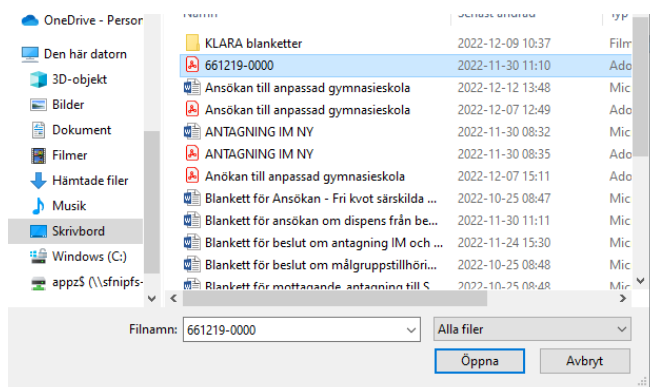 OneDrive - Person
Namn Senast ändrad Typ
Den här datorn
3D-objekt
Bilder
Dokument
Filmer
Hämtade filer
Musik
Skrivbord
Windows (C:)
appz$ (\\sfnipfs-
KLARA blanketter 2022-12-09 10:37 Film
661219-0000 2022-11-30 11:10 Ado
Ansökan till anpassad gymnasieskola 2022-12-12 13:48 Mic
Ansökan till anpassad gymnasieskola 2022-12-07 12:49 Ado
ANTAGNING IM NY 2022-11-30 08:32 Mic
ANTAGNING IM NY 2022-11-30 08:35 Ado
Anökan till anpassad gymnasieskola 2022-12-07 15:11 Ado
Blankett för Ansökan - Fri kvot särskilda ... 2022-10-25 08:47 Mic
Blankett för ansökan om dispens från be... 2022-11-30 11:11 Mic
Blankett för beslut om antagning IM och ... 2022-11-24 15:30 Mic
Blankett för beslut om målgruppstillhöri... 2022-10-25 08:48 Mic
Blankett för mottagande, antagning till S 2022-10-25 08:48 Mic
Filnamn: 661219-0000 Alla filer
Öppna Avbryt